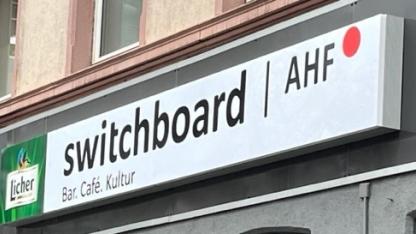 switchboard | AHF
Bar. Café. Kultur
Licher